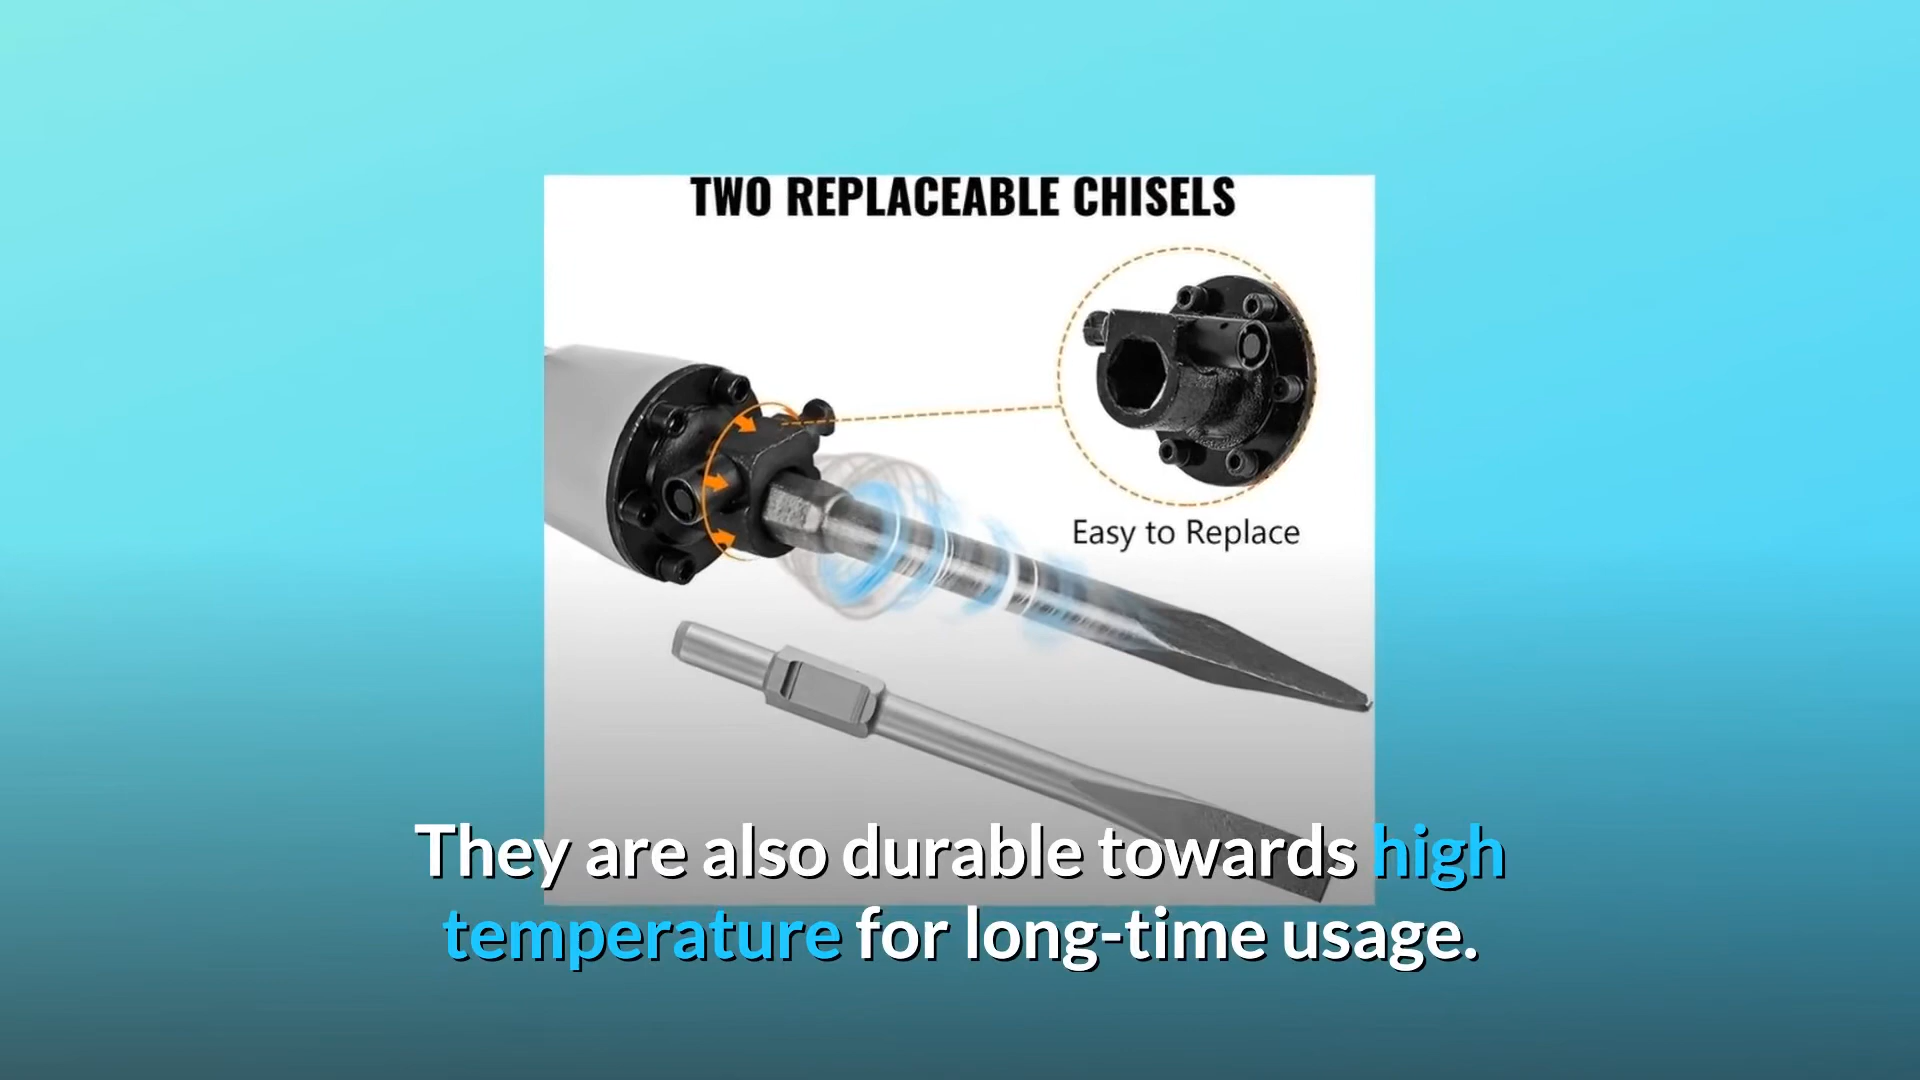 TWO REPLACEABLE CHISELS
Easy to Replace
They are also durable towards high
temperature for long-time usage.